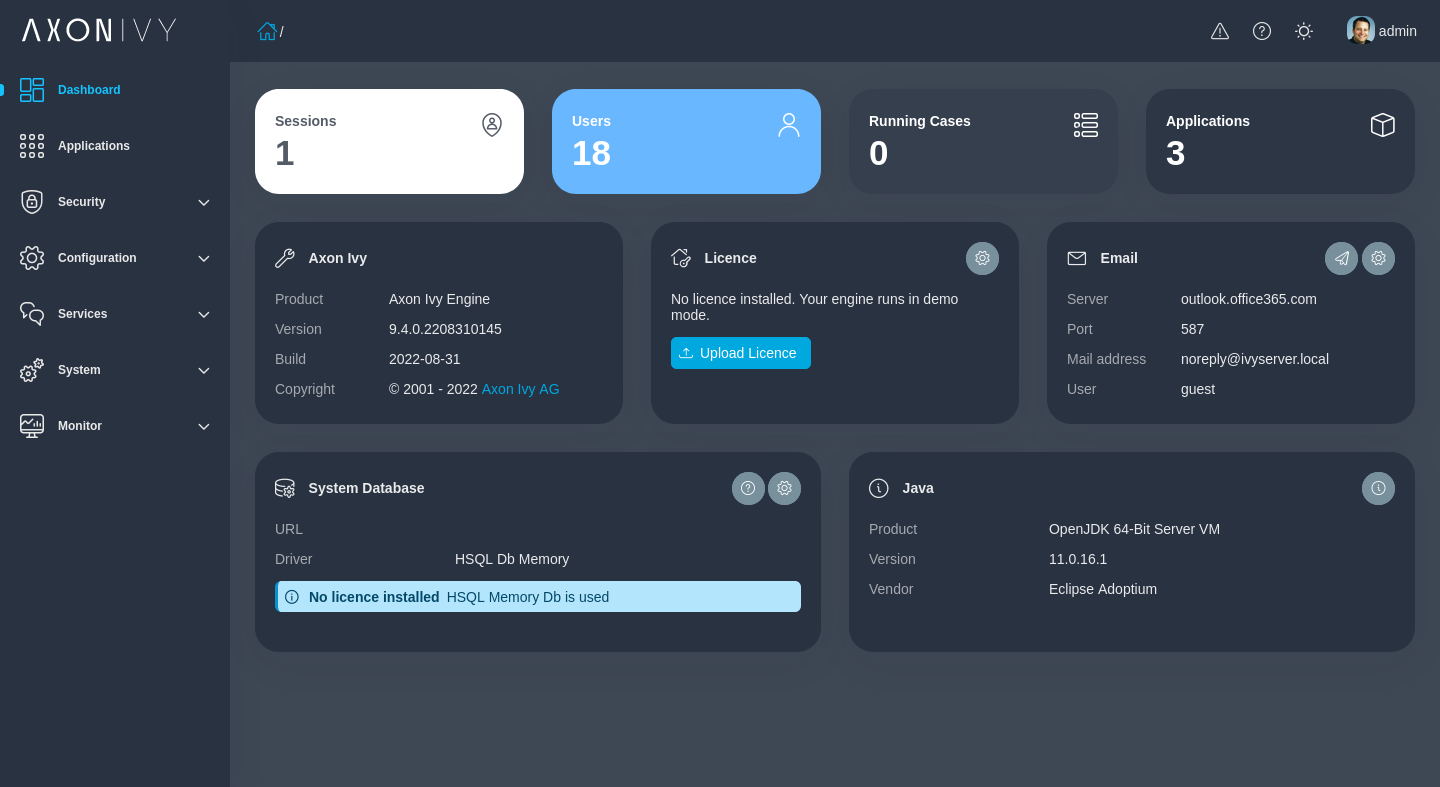 AXONIVY
/
admin
Dashboard
Applications
Security
Configuration
Services
System
Monitor
Sessions
1
Users
18
Running Cases
0
Applications
3
Axon Ivy
Product Axon Ivy Engine
Version 9.4.0.2208310145
Build 2022-08-31
Copyright © 2001 - 2022 Axon Ivy AG
Licence
No licence installed. Your engine runs in demo
mode.
Upload Licence
Email
Server outlook.office365.com
Port 587
Mail address noreply@ivyserver.local
User guest
System Database
URL
Driver HSQL Db Memory
No licence installed HSQL Memory Db is used
Java
Product OpenJDK 64-Bit Server VM
Version 11.0.16.1
Vendor Eclipse Adoptium